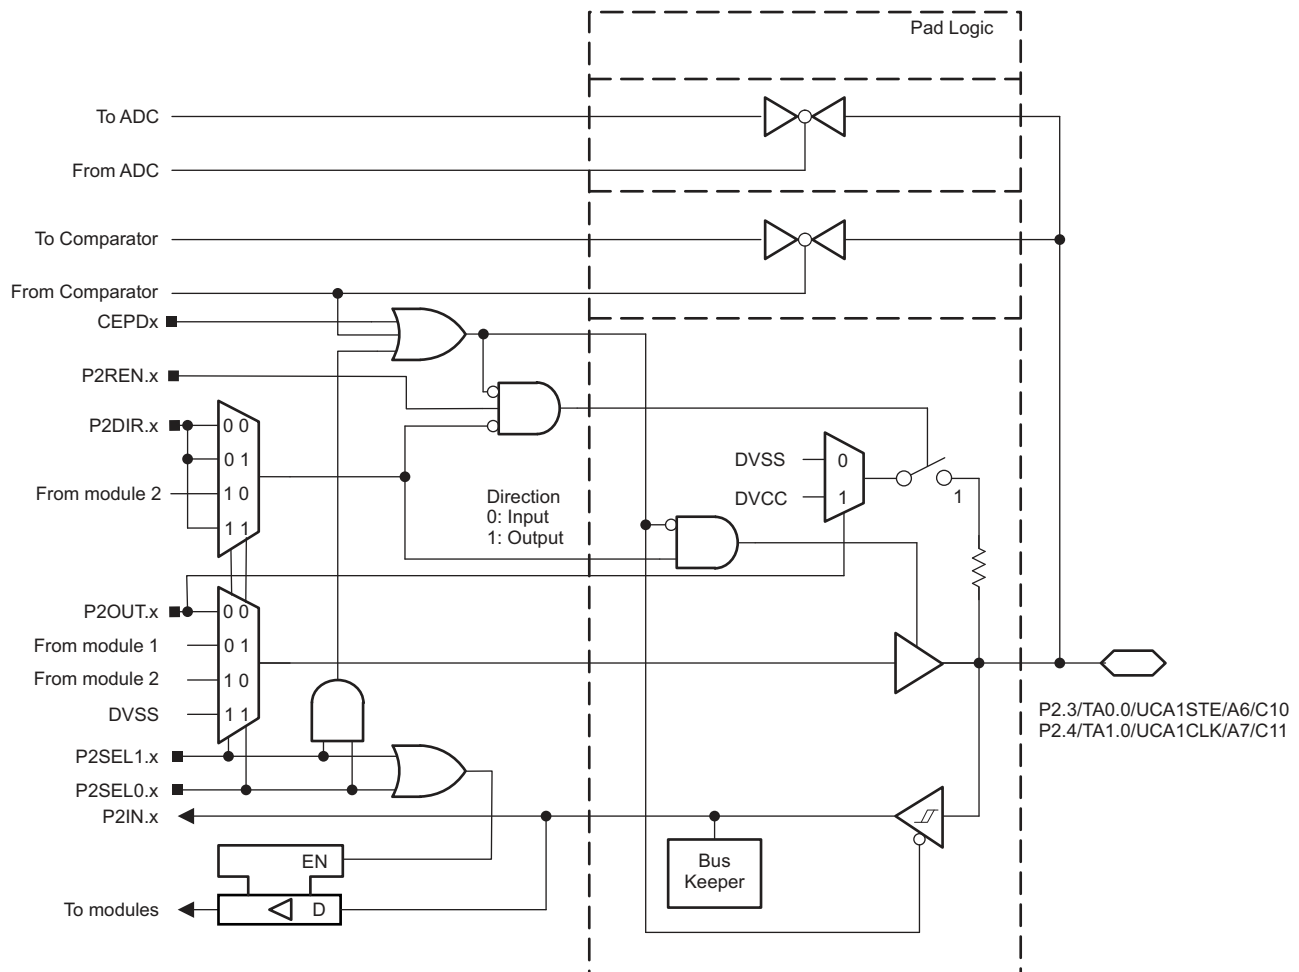 Pad Logic
To ADC
From ADC
To Comparator
From Comparator
CEPDx
P2REN.x
P2DIR.x
0 0
0 1
From module 2
1 0
1 1
Direction
0: Input
1: Output
DVSS
0
DVCC
1
1
P2OUT.x
0 0
From module 1
0 1
From module 2
1 0
DVSS
1 1
P2.3/TA0.0/UCA1STE/A6/C10
P2.4/TA1.0/UCA1CLK/A7/C11
P2SEL1.x
P2SEL0.x
P2IN.x
Bus
Keeper
EN
To modules
D